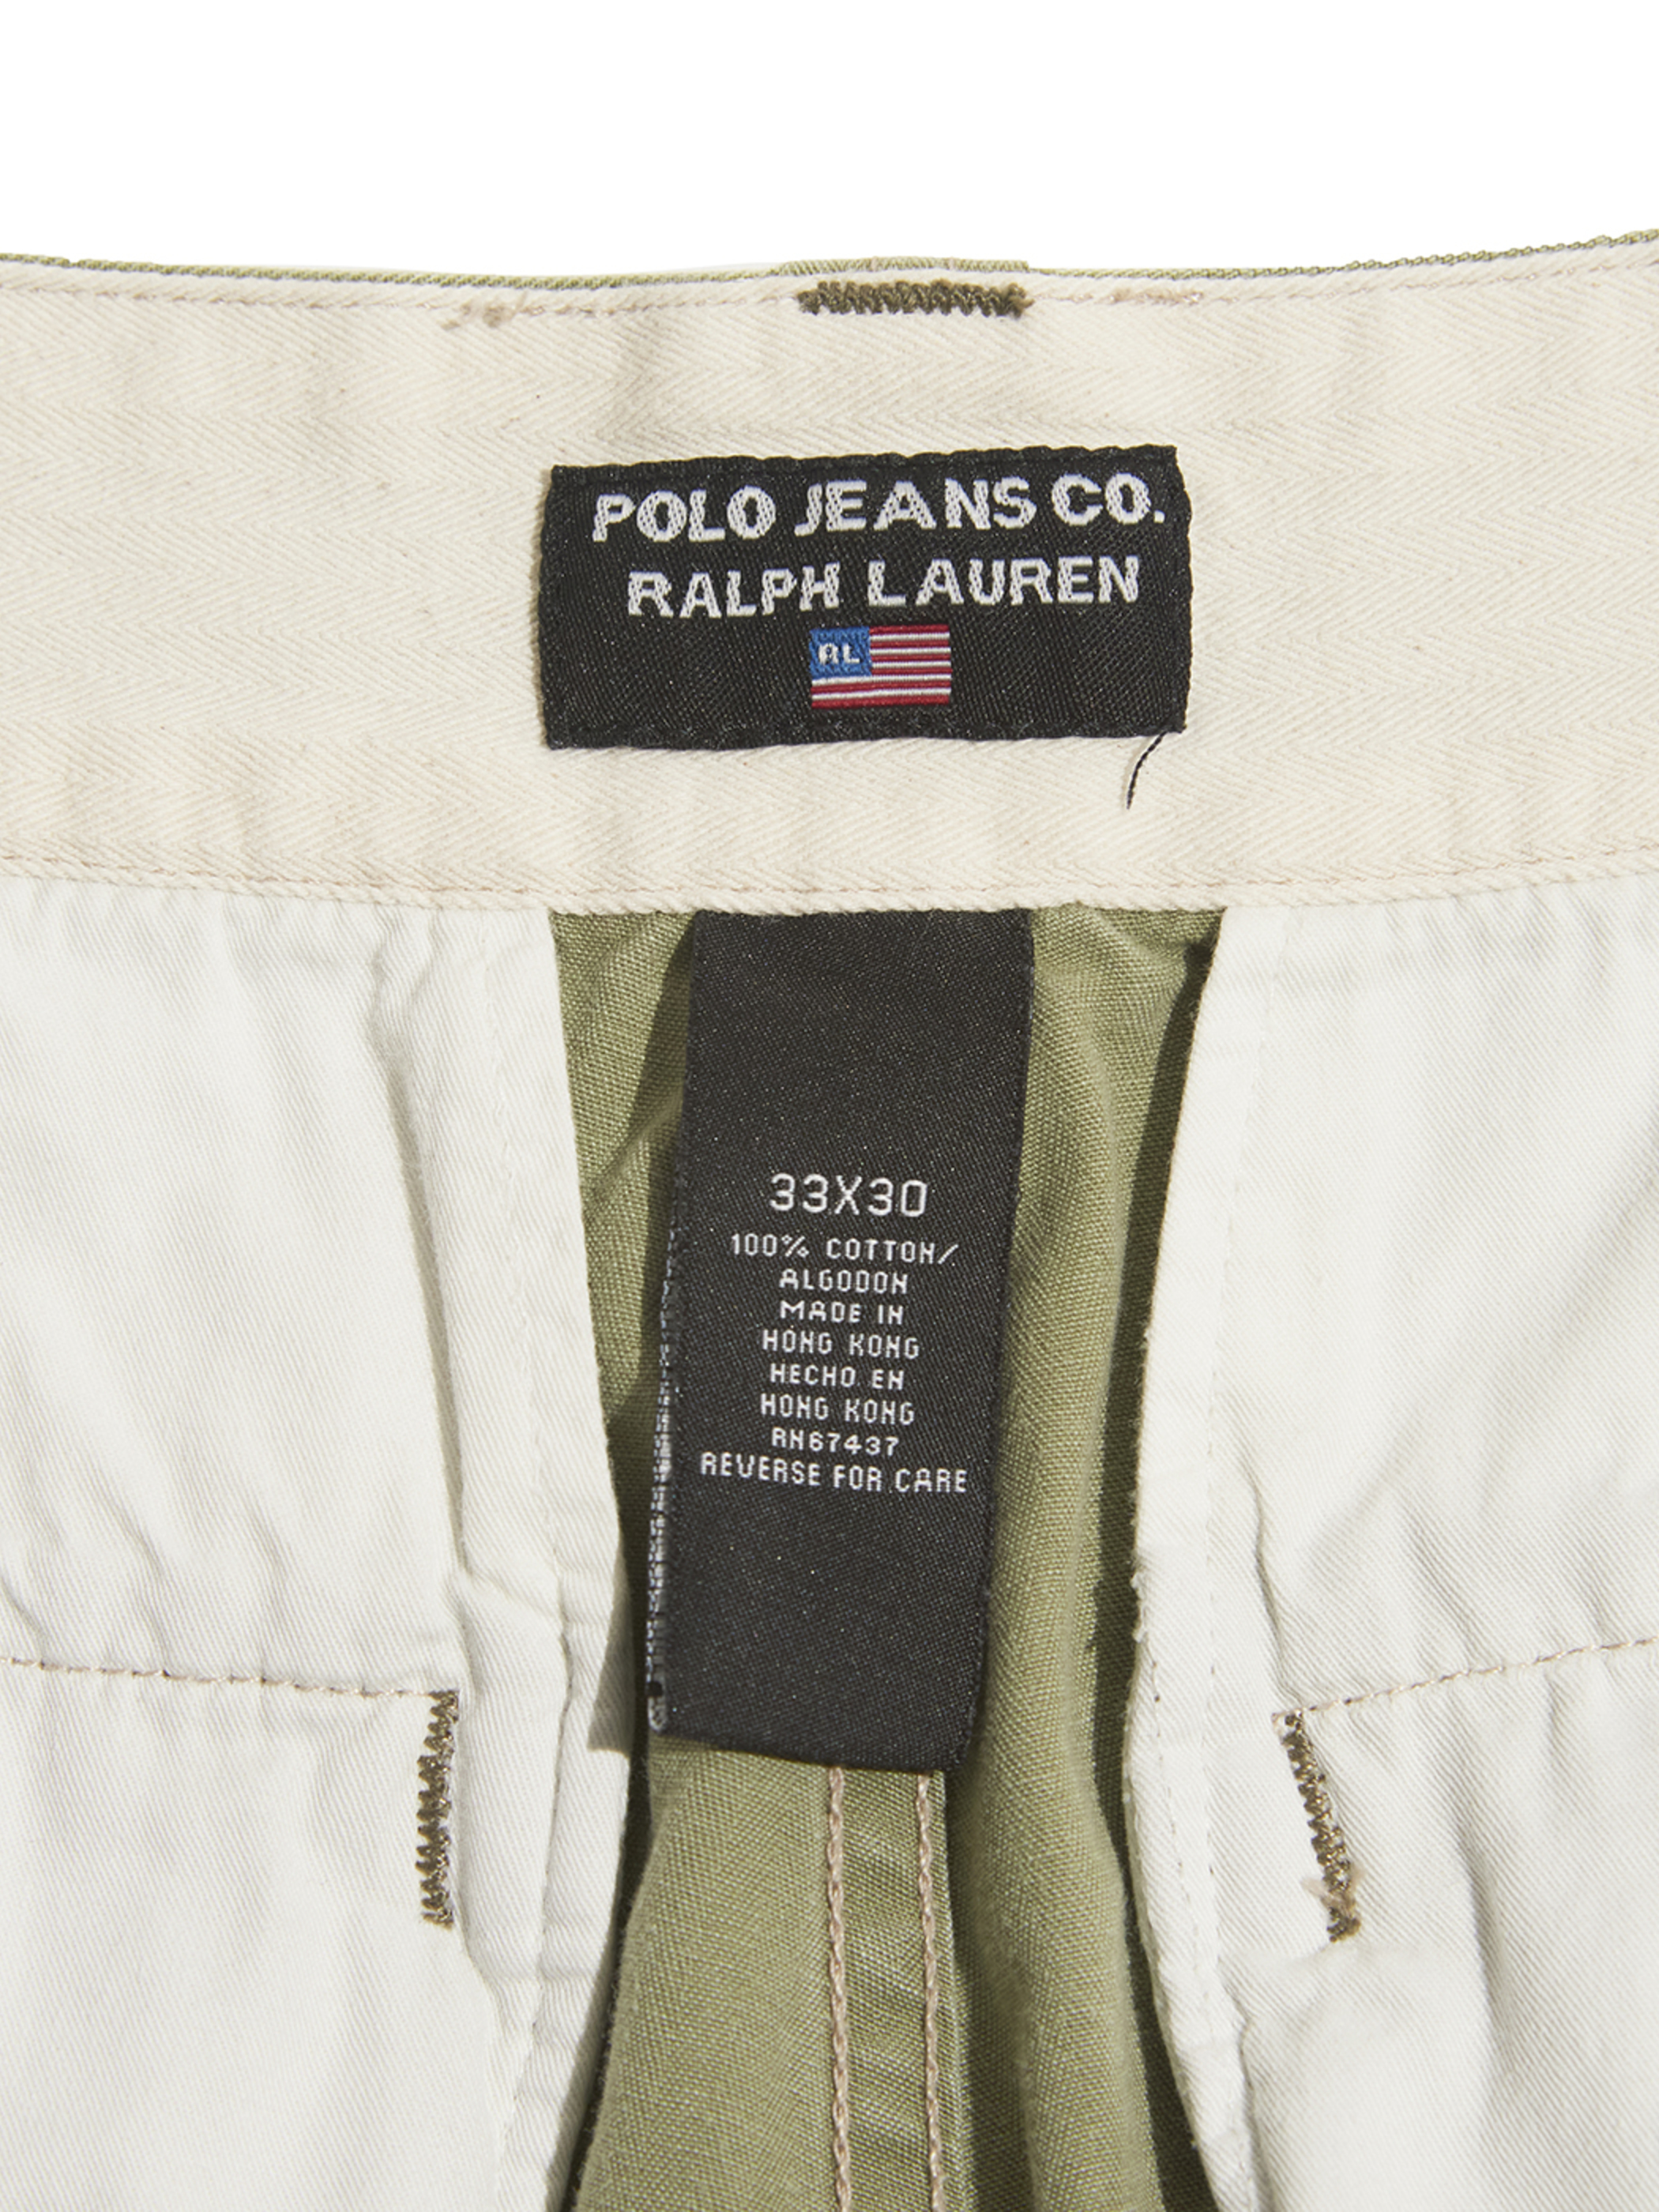 POLO JEANS CO.
RALPH LAUREN
RL
33X30
100% COTTON/
ALGODON
MADE IN
HONG KONG
HECHO EN
HONG KONG
RN67437
REVERSE FOR CARE